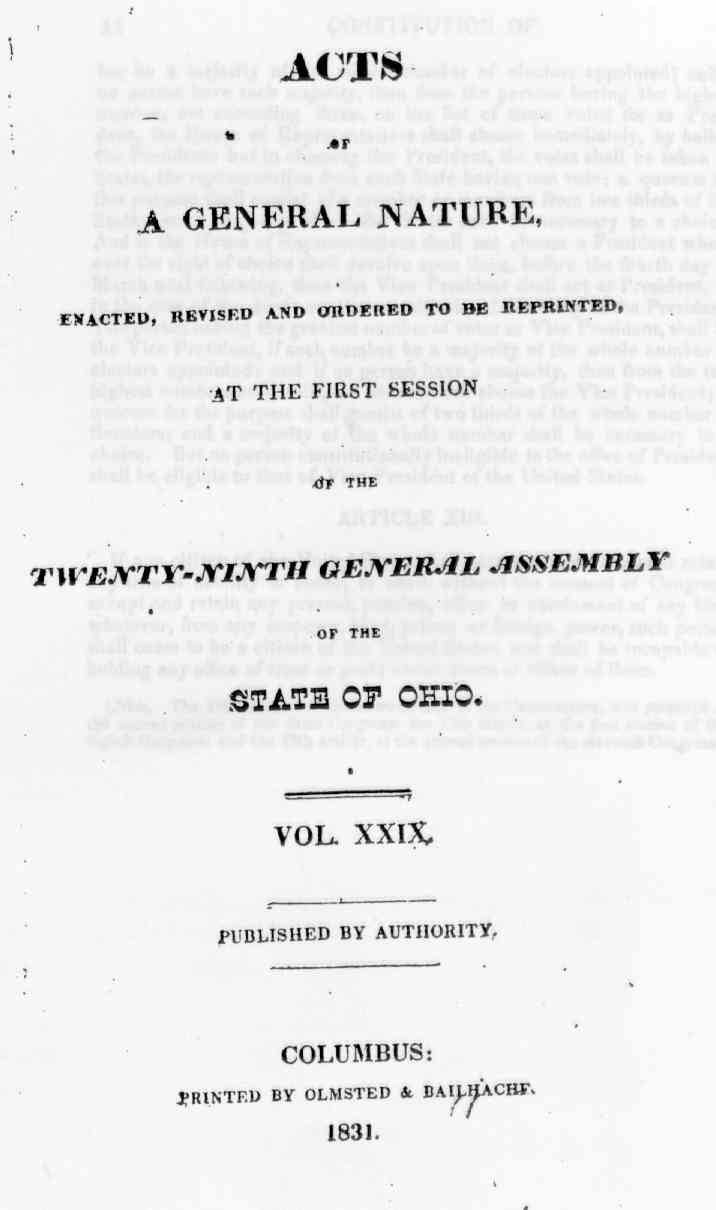 ACTS
OF
A GENERAL NATURE,
ENACTED, REVISED AND ORDERED TO BE REPRINTED,
AT THE FIRST SESSION
OF THE
TWENTY-NINTH GENERAL ASSEMBLY
OF THE
STATE OF OHIO.
VOL. XXIX.
PUBLISHED BY AUTHORITY.
COLUMBUS:
PRINTED BY OLMSTED & BAILHACHE.
1831.